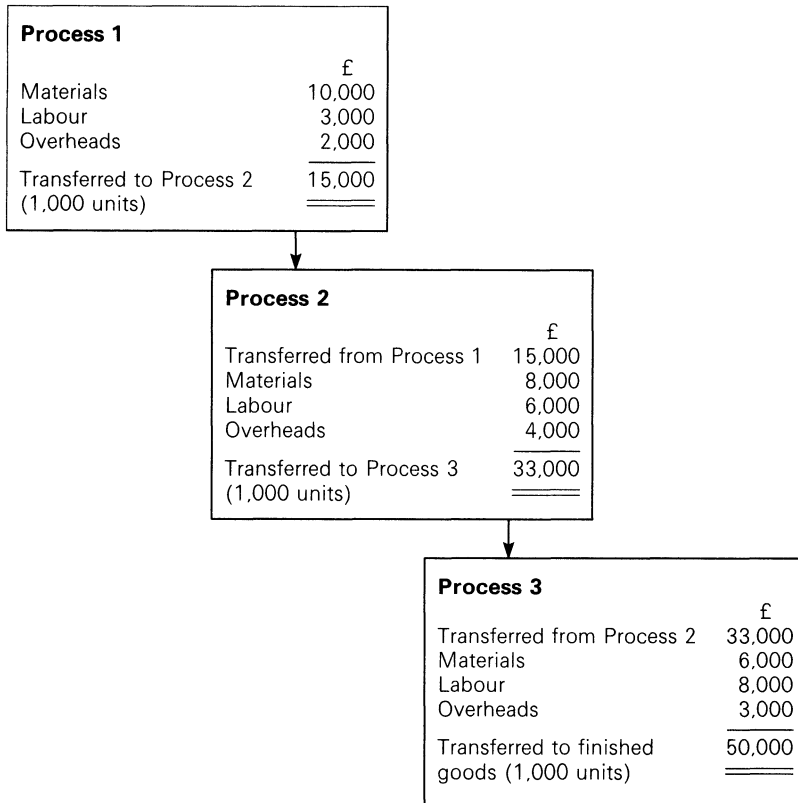 Process 1
£
Materials 10,000
Labour 3,000
Overheads 2,000
Transferred to Process 2 15,000
(1,000 units)
Process 2
£
Transferred from Process 1 15,000
Materials 8,000
Labour 6,000
Overheads 4,000
Transferred to Process 3 33,000
(1,000 units)
Process 3
£
Transferred from Process 2 33,000
Materials 6,000
Labour 8,000
Overheads 3,000
Transferred to finished 50,000
goods (1,000 units)